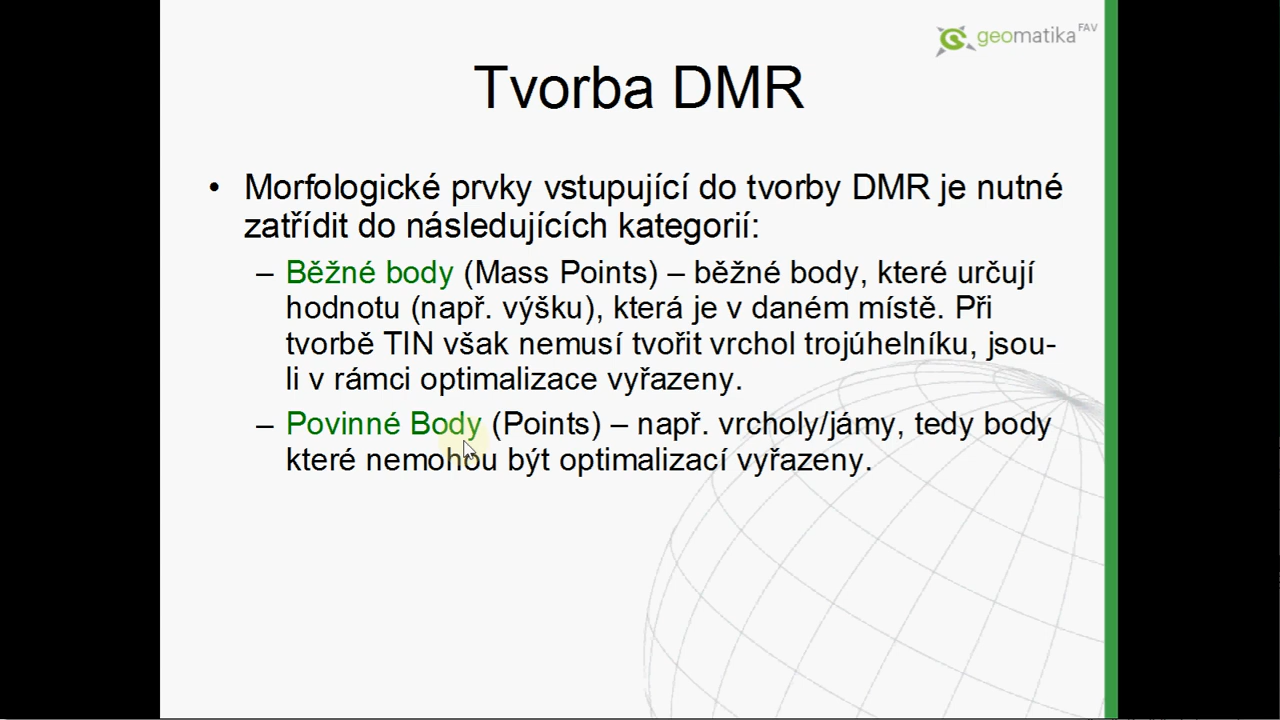 geomatika FAV
Tvorba DMR
• Morfologické prvky vstupující do tvorby DMR je nutné
zatřídit do následujících kategorií:
– Běžné body (Mass Points) – běžné body, které určují
hodnotu (např. výšku), která je v daném místě. Při
tvorbě TIN však nemusí tvořit vrchol trojúhelníku, jsou-
li v rámci optimalizace vyřazeny.
– Povinné Body (Points) – např. vrcholy/jámy, tedy body
které nemohou být optimalizací vyřazeny.